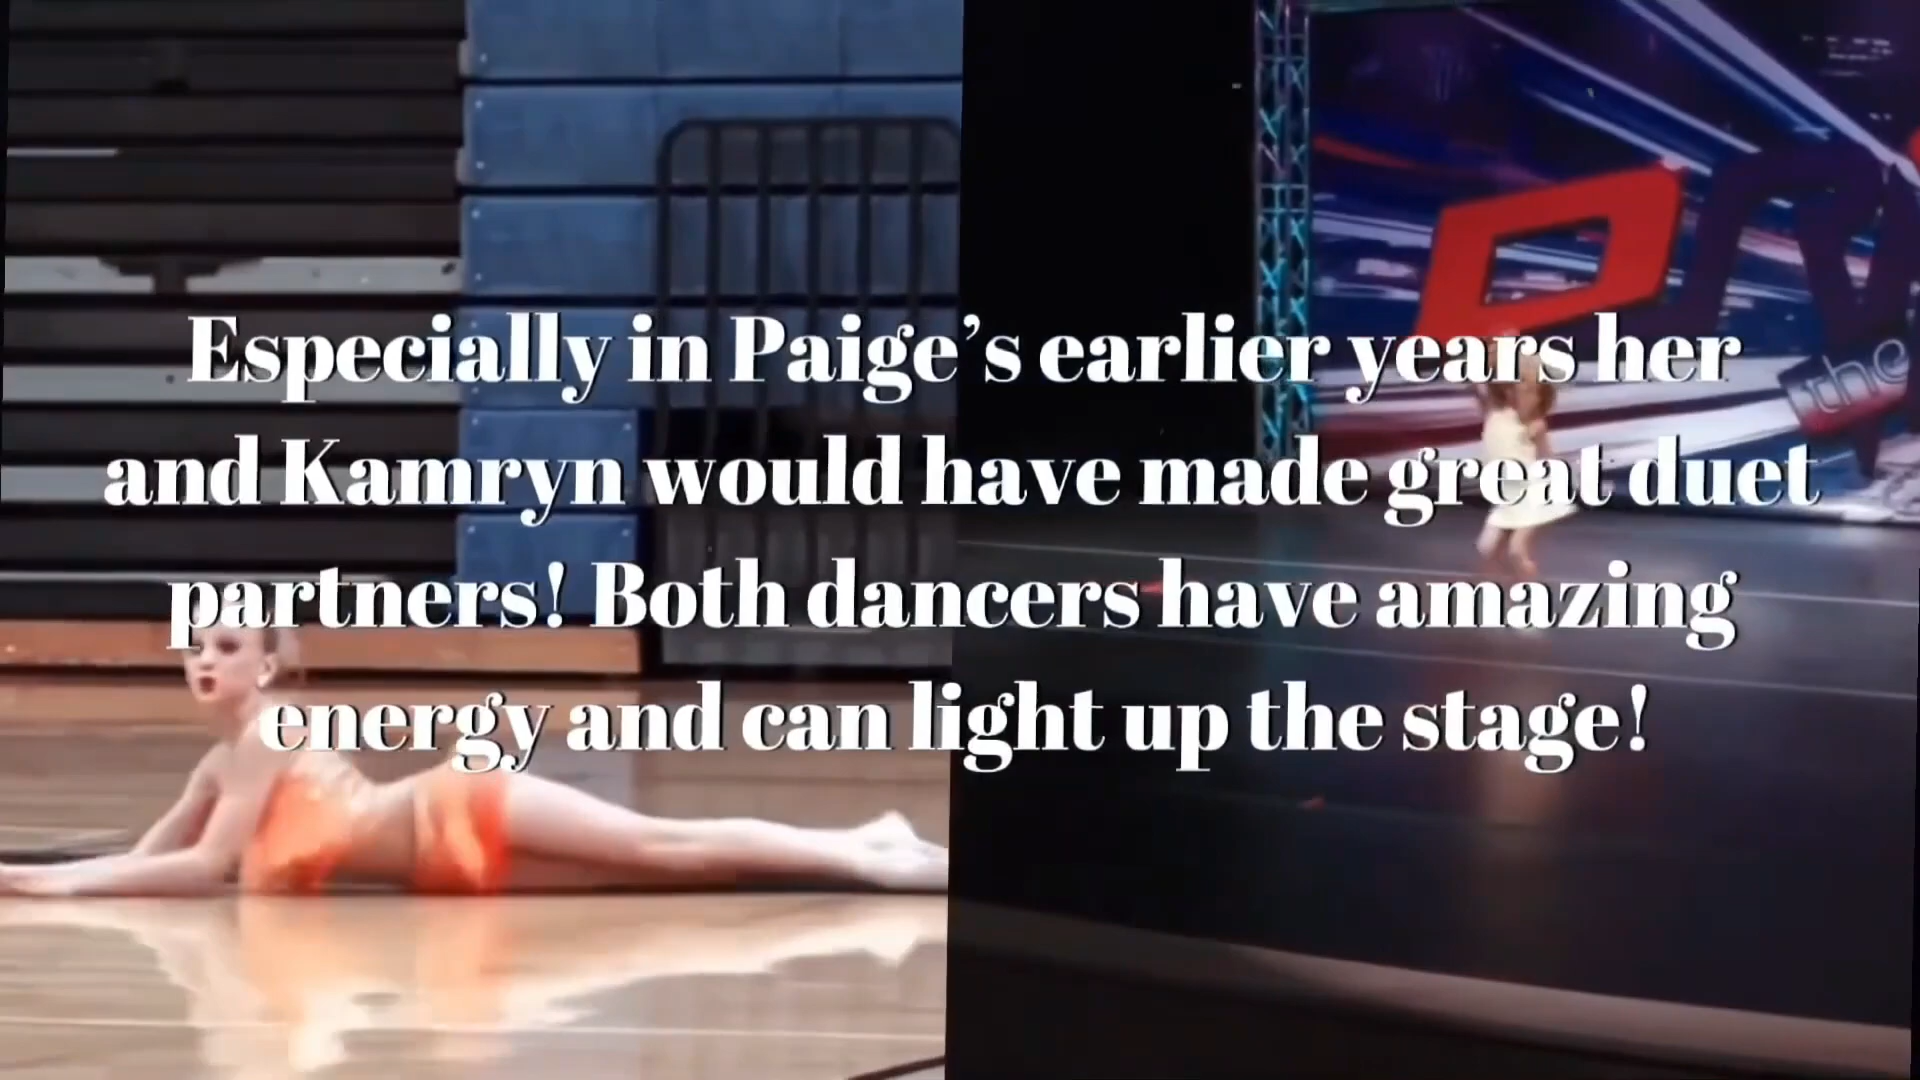 Especially in Paige’s earlier years her
and Kamryn would have made great duet
partners! Both dancers have amazing
energy and can light up the stage!
the